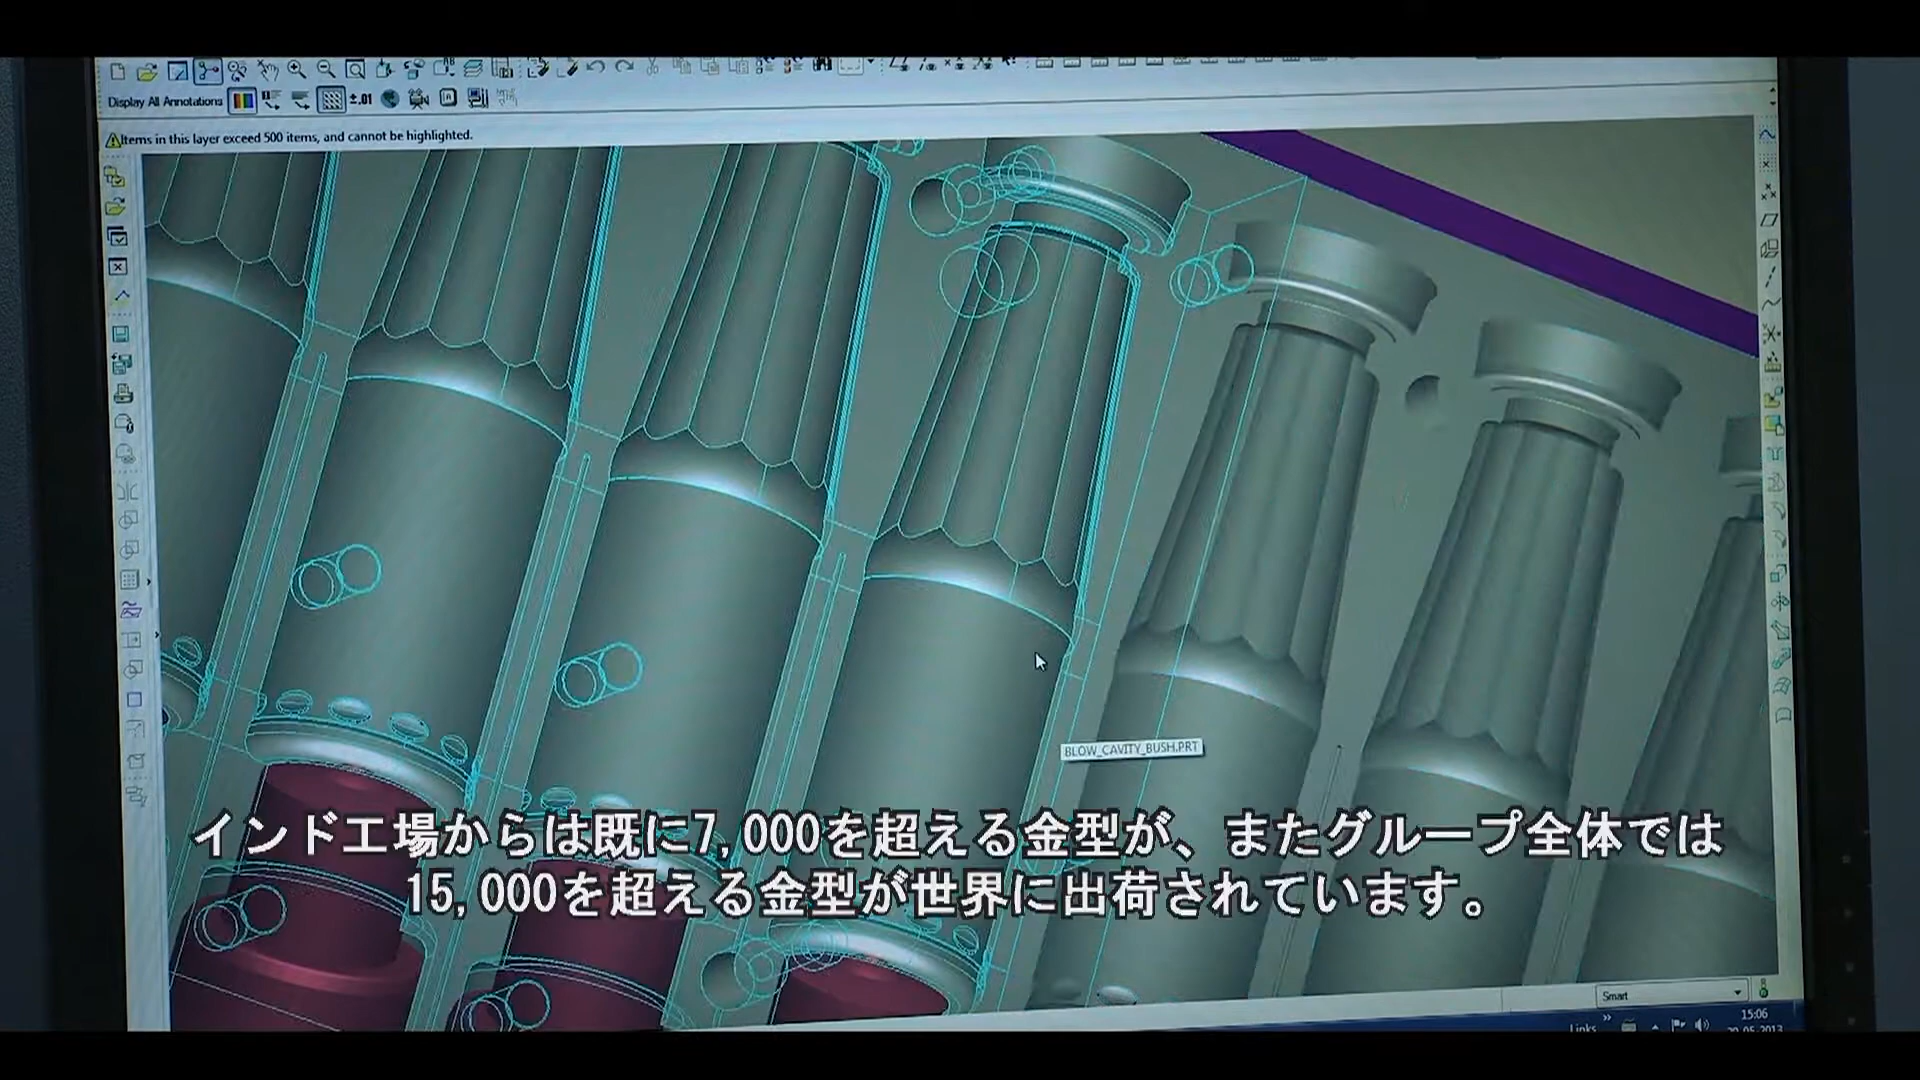 Display All Annotations
±.01
Items in this layer exceed 500 items, and cannot be highlighted.
BLOW_CAVITY_BUSH.PRT
インド工場からは既に7,000を超える金型が、またグループ全体では
15,000を超える金型が世界に出荷されています。
Smart
Links
15:06